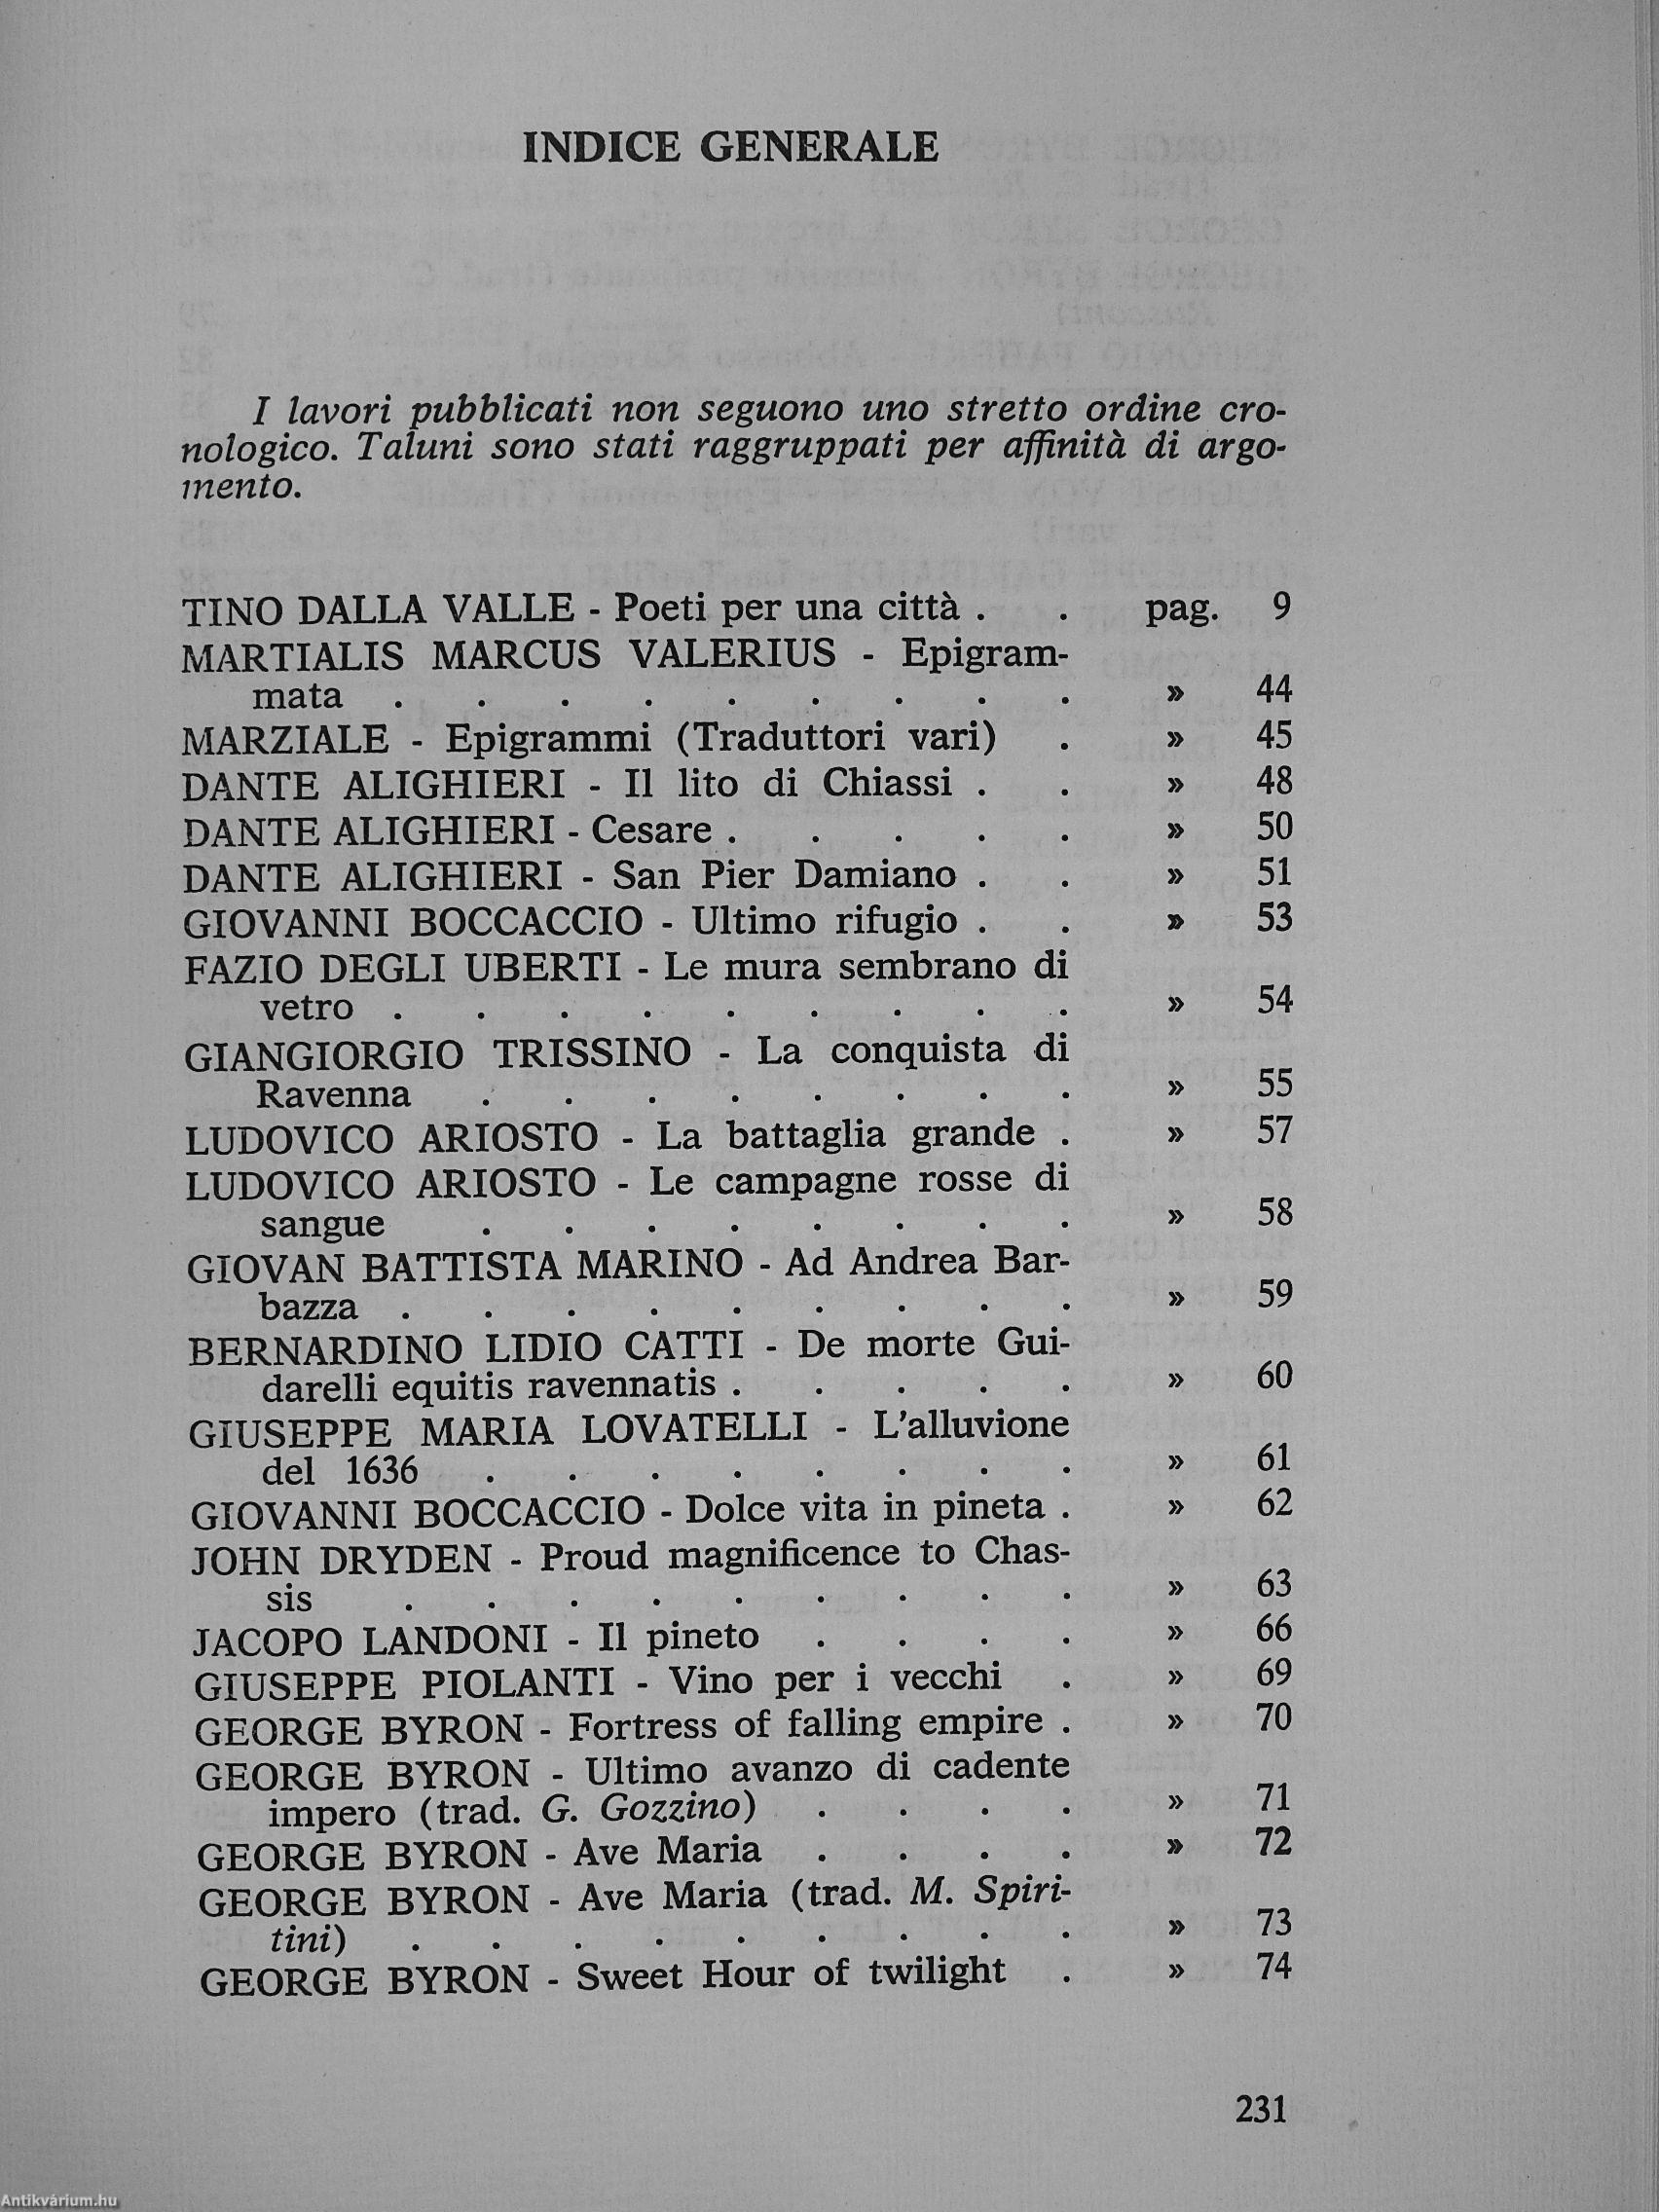 INDICE GENERALE
I lavori pubblicati non seguono uno stretto ordine cro-
nologico. Taluni sono stati raggruppati per affinità di argo-
mento.
TINO DALLA VALLE - Poeti per una città . . pag. 9
MARTIALIS MARCUS VALERIUS - Epigram-
mata . . . . . . . . . » 44
MARZIALE - Epigrammi (Traduttori vari) . » 45
DANTE ALIGHIERI - Il lito di Chiassi . . » 48
DANTE ALIGHIERI - Cesare . . . . . » 50
DANTE ALIGHIERI - San Pier Damiano . . » 51
GIOVANNI BOCCACCIO - Ultimo rifugio . . » 53
FAZIO DEGLI UBERTI - Le mura sembrano di
vetro . . . . . . . . . » 54
GIANGIORGIO TRISSINO - La conquista di
Ravenna . . . . . . . . » 55
LUDOVICO ARIOSTO - La battaglia grande . » 57
LUDOVICO ARIOSTO - Le campagne rosse di
sangue . . . . . . . . » 58
GIOVAN BATTISTA MARINO - Ad Andrea Bar-
bazza . . . . . . . . . » 59
BERNARDINO LIDIO CATTI - De morte Gui-
darelli equitis ravennatis . . . . . » 60
GIUSEPPE MARIA LOVATELLI - L'alluvione
del 1636 . . . . . . . . » 61
GIOVANNI BOCCACCIO - Dolce vita in pineta . » 62
JOHN DRYDEN - Proud magnificence to Chas-
sis . . . . . . . . . » 63
JACOPO LANDONI - Il pineto . . . . » 66
GIUSEPPE PIOLANTI - Vino per i vecchi . » 69
GEORGE BYRON - Fortress of falling empire . » 70
GEORGE BYRON - Ultimo avanzo di cadente
impero (trad. G. Gozzino) . . . . » 71
GEORGE BYRON - Ave Maria . . . . » 72
GEORGE BYRON - Ave Maria (trad. M. Spiri-
tini) . . . . . . . . . » 73
GEORGE BYRON - Sweet Hour of twilight . » 74
231
Antikvárium.hu